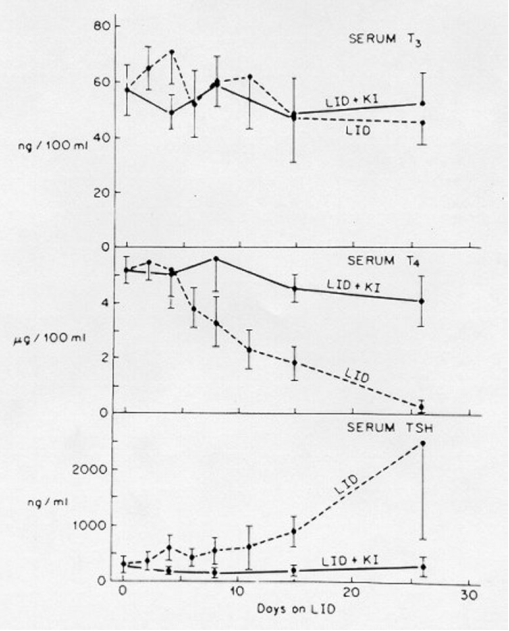 80
SERUM T3
60
LID + KI
ng / 100 ml
40
LID
20
0
SERUM T4
4
LID + KI
μg / 100 ml
2
LID
0
SERUM TSH
2000
LID
ng / ml
1000
LID + KI
0
0 10 20 30
Days on LID